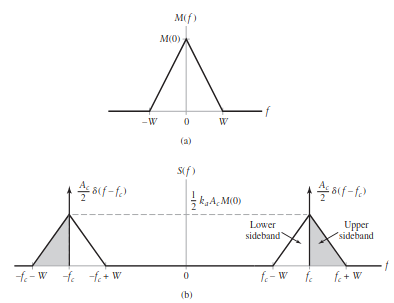 M(f)
M(0)
f
−W 0 W
(a)
S(f)
A_c/2 δ(f−f_c) 1/2 k_a A_c M(0) A_c/2 δ(f−f_c)
Lower sideband
Upper sideband
f
−f_c − W −f_c −f_c + W 0 f_c − W f_c f_c + W
(b)